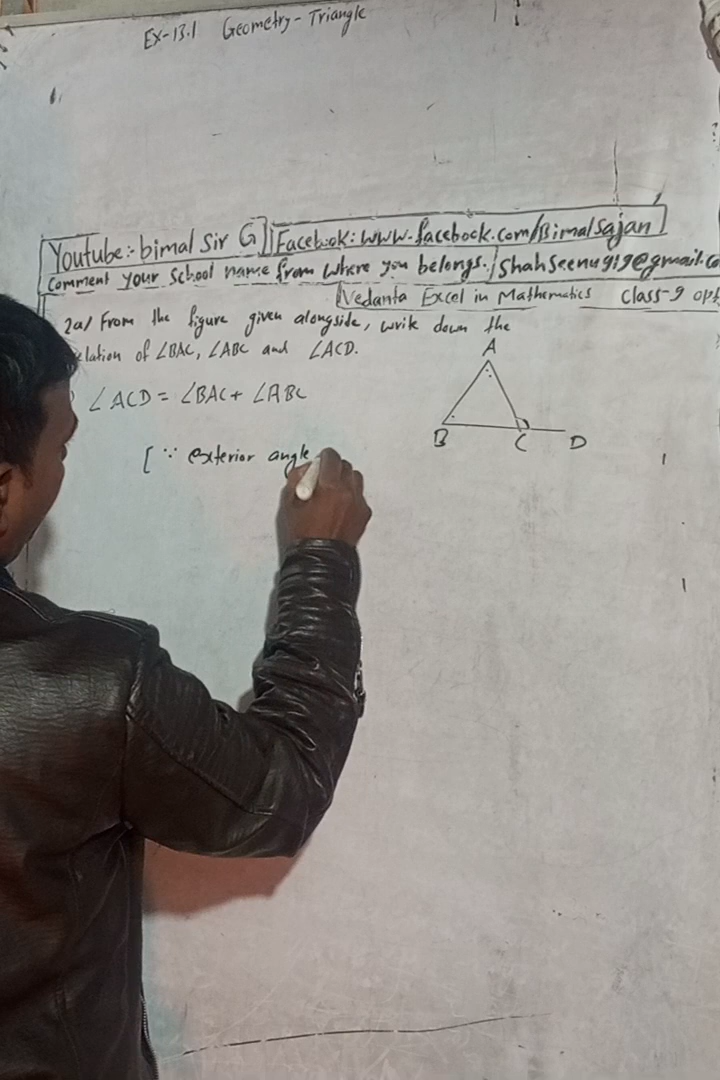 Ex-13.1 Geometry-Triangle
Youtube:- bimal sir G
Facebook: www.facebook.com/Bimalsajan
Comment your School name from where you belongs.
Shahseenu919@gmail.co
Vedanta Excel in Mathematics Class-9 opt
2a) From the figure given alongside, write down the
elation of ∠BAC, ∠ABC and ∠ACD.
∠ACD = ∠BAC + ∠ABC
[∵ exterior angle
A
B C D